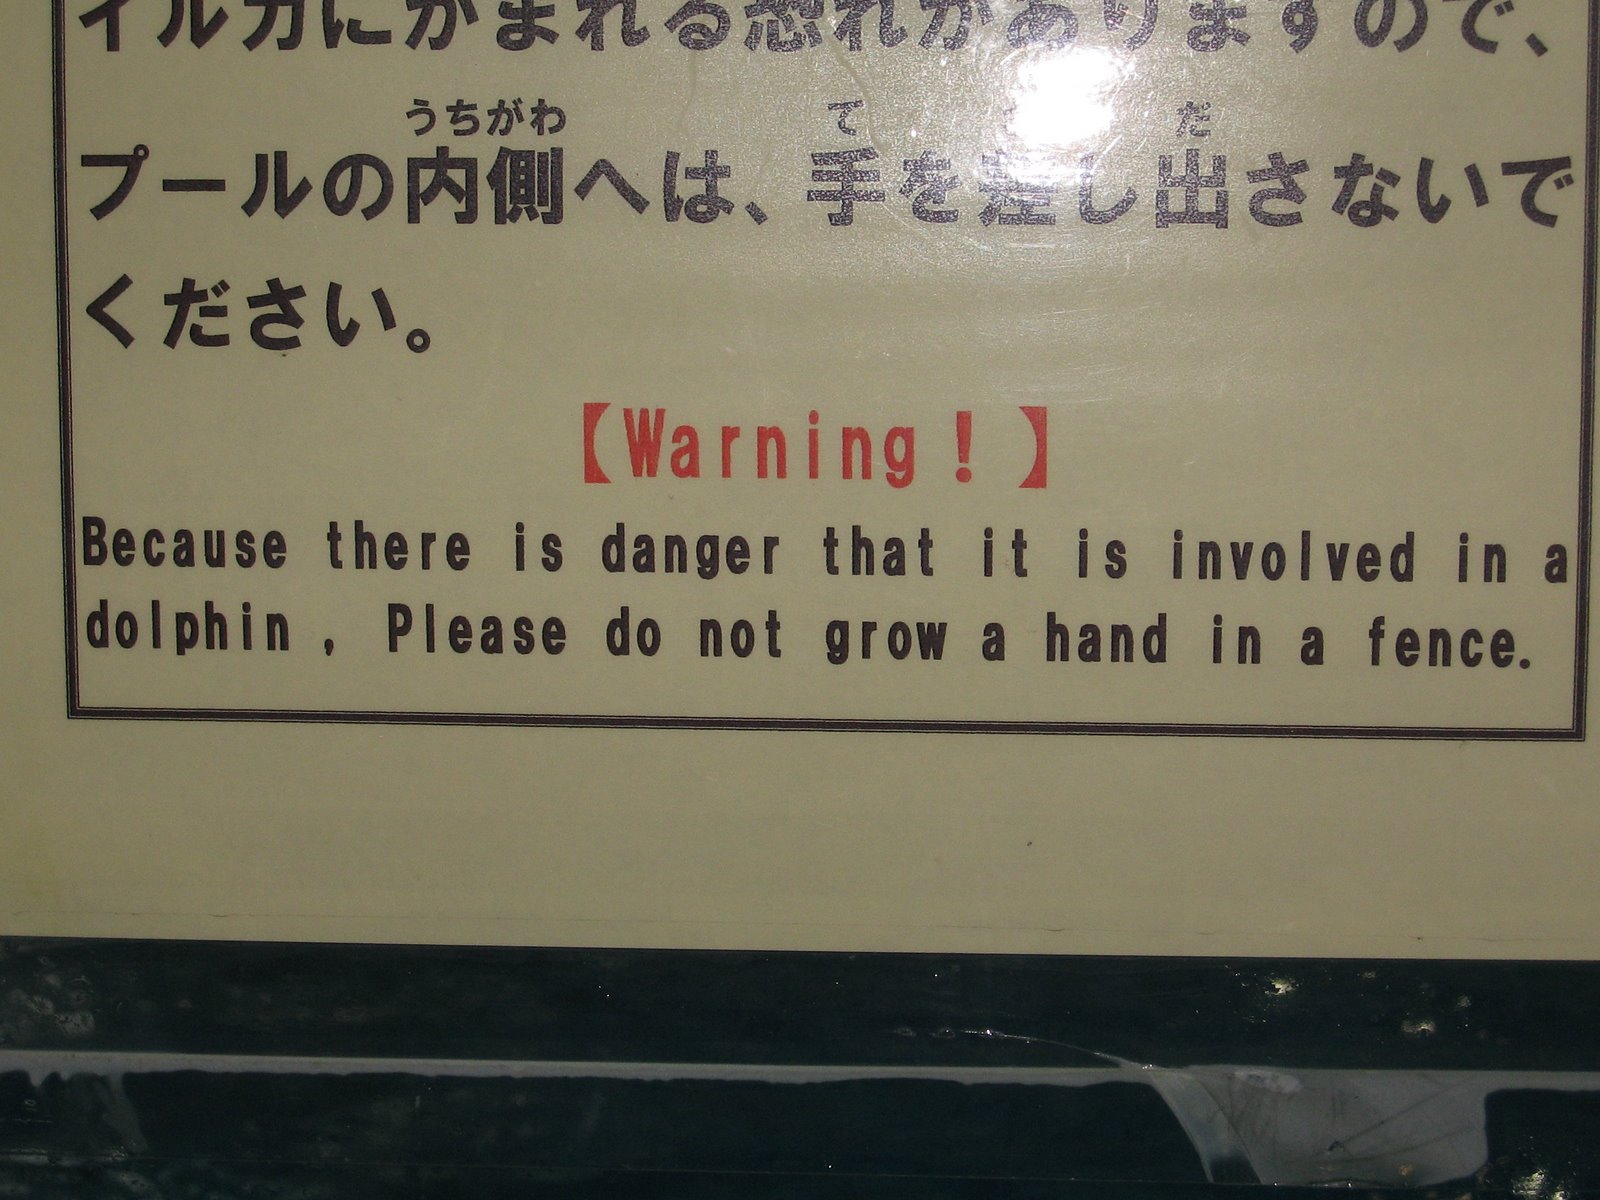 イルカにかまれる恐れがありますので、
うちがわ て だ
プールの内側へは、手を差し出さないで
ください。
【Warning！】
Because there is danger that it is involved in a
dolphin , Please do not grow a hand in a fence.